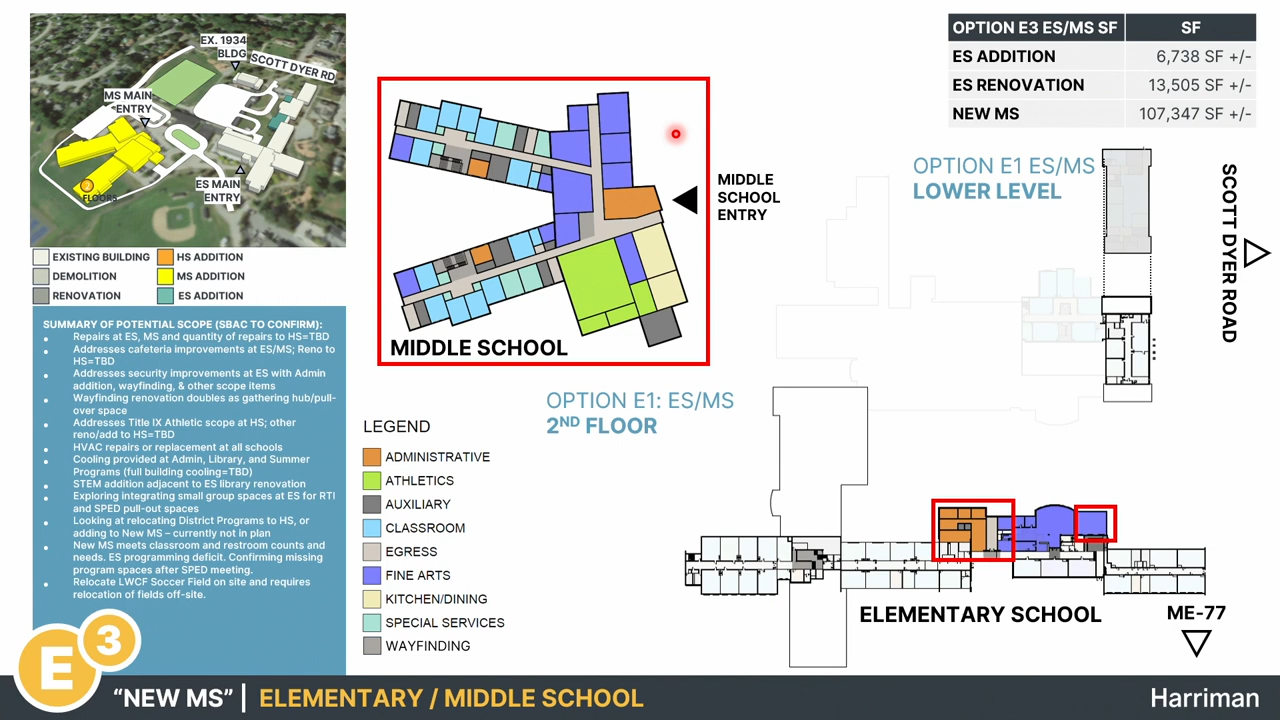 EX. 1934
BLDG
SCOTT DYER RD
MS MAIN
ENTRY
ES MAIN
ENTRY
2
FLOORS
EXISTING BUILDING
HS ADDITION
DEMOLITION
MS ADDITION
RENOVATION
ES ADDITION
SUMMARY OF POTENTIAL SCOPE (SBAC TO CONFIRM):
• Repairs at ES, MS and quantity of repairs to HS=TBD
• Addresses cafeteria improvements at ES/MS; Reno to
HS=TBD
• Addresses security improvements at ES with Admin
addition, wayfinding, & other scope items
• Wayfinding renovation doubles as gathering hub/pull-
over space
• Addresses Title IX Athletic scope at HS; other
reno/add to HS=TBD
• HVAC repairs or replacement at all schools
• Cooling provided at Admin, Library, and Summer
Programs (full building cooling=TBD)
• STEM addition adjacent to ES library renovation
• Exploring integrating small group spaces at ES for RTI
and SPED pull-out spaces
• Looking at relocating District Programs to HS, or
adding to New MS – currently not in plan
• New MS meets classroom and restroom counts and
needs. ES programming deficit. Confirming missing
program spaces after SPED meeting.
• Relocate LWCF Soccer Field on site and requires
relocation of fields off-site.
MIDDLE SCHOOL
MIDDLE
SCHOOL
ENTRY
OPTION E3 ES/MS SF SF
ES ADDITION 6,738 SF +/-
ES RENOVATION 13,505 SF +/-
NEW MS 107,347 SF +/-
OPTION E1 ES/MS
LOWER LEVEL
SCOTT DYER ROAD
OPTION E1: ES/MS
2ND FLOOR
LEGEND
ADMINISTRATIVE
ATHLETICS
AUXILIARY
CLASSROOM
EGRESS
FINE ARTS
KITCHEN/DINING
SPECIAL SERVICES
WAYFINDING
ELEMENTARY SCHOOL
ME-77
E3
“NEW MS” | ELEMENTARY / MIDDLE SCHOOL
Harriman